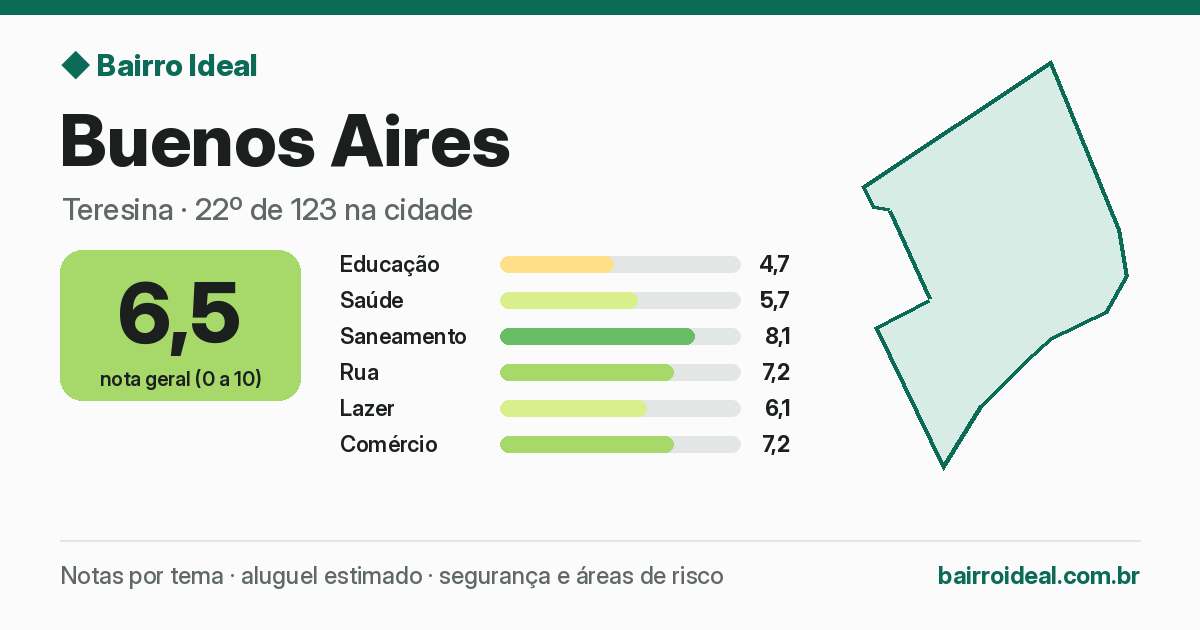 Bairro Ideal
Buenos Aires
Teresina · 22º de 123 na cidade
6,5
nota geral (0 a 10)
Educação 4,7
Saúde 5,7
Saneamento 8,1
Rua 7,2
Lazer 6,1
Comércio 7,2
Notas por tema · aluguel estimado · segurança e áreas de risco
bairroideal.com.br